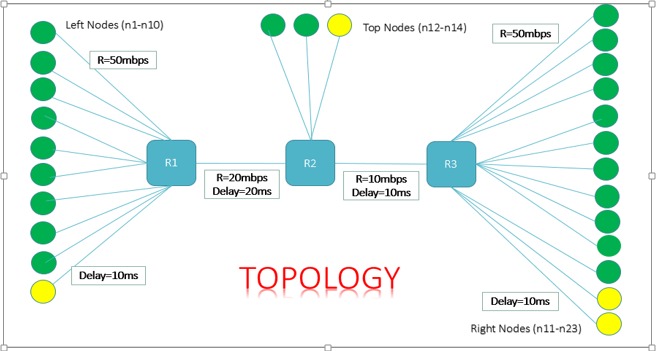 Left Nodes (n1-n10)
Top Nodes (n12-n14)
R=50mbps
R=50mbps
R1
R2
R3
R=20mbps
Delay=20ms
R=10mbps
Delay=10ms
Delay=10ms
TOPOLOGY
Delay=10ms
Right Nodes (n11-n23)